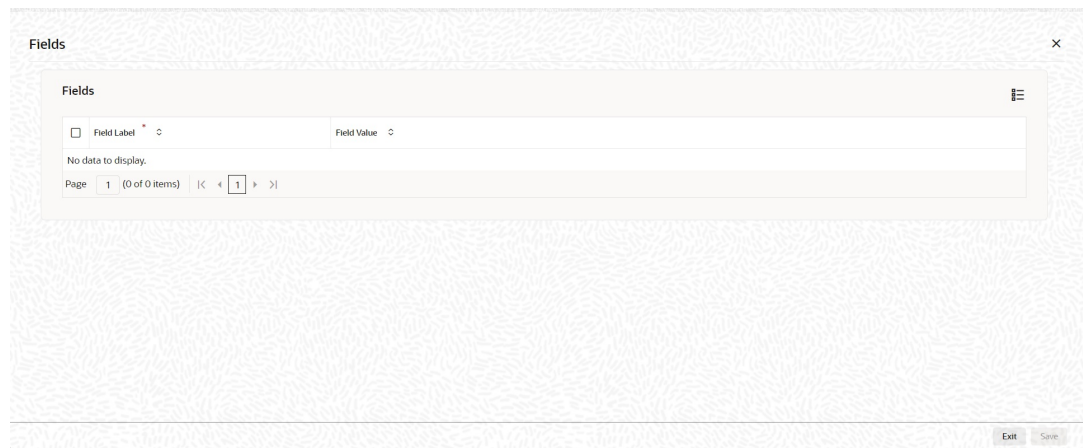 Fields
Fields
Field Label * Field Value
No data to display.
Page 1 (0 of 0 items) 1
Exit Save